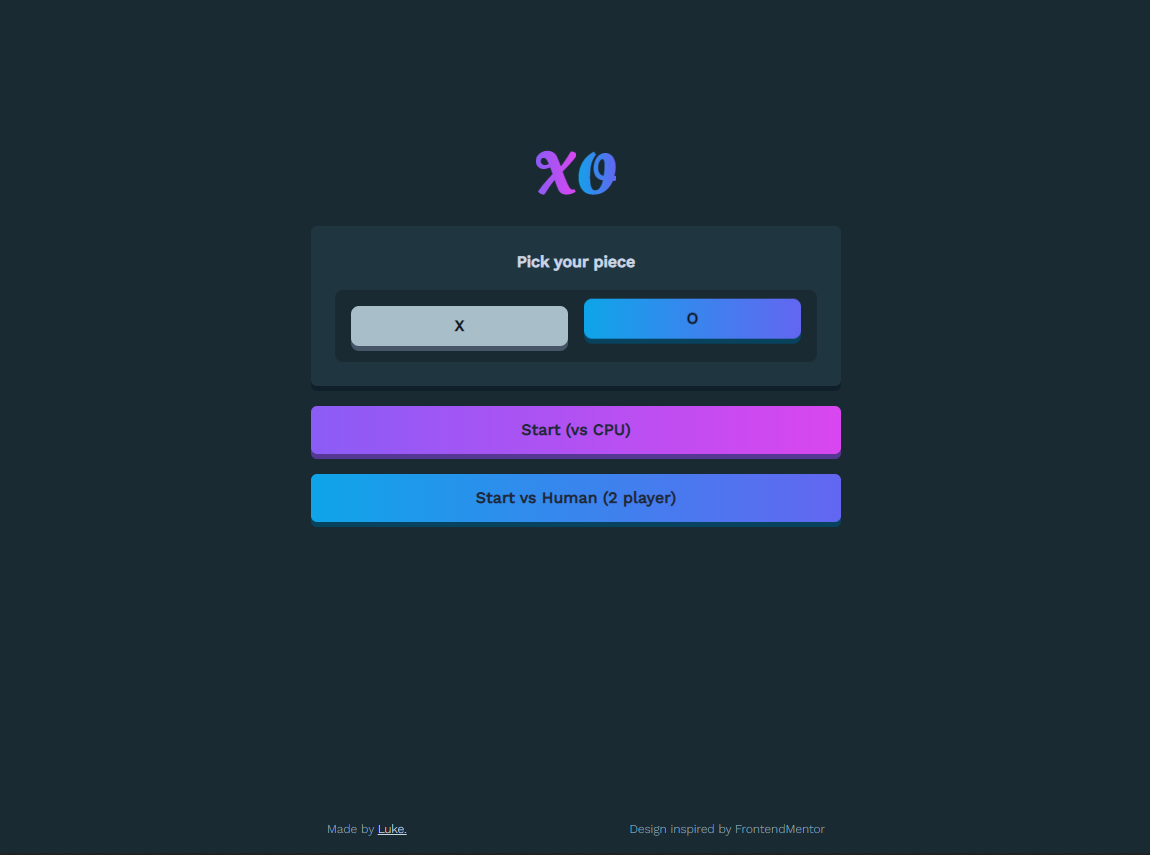 XO
Pick your piece
X
O
Start (vs CPU)
Start vs Human (2 player)
Made by Luke.
Design inspired by FrontendMentor